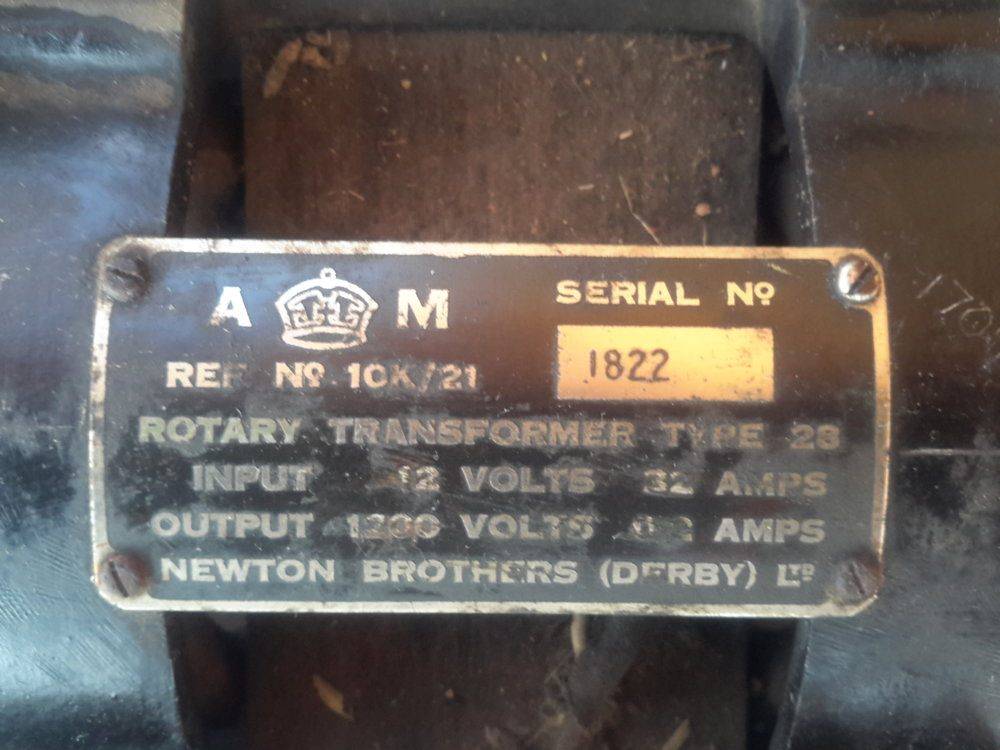 A M SERIAL Nº
1822
REF Nº 10K/21
ROTARY TRANSFORMER TYPE 28
INPUT 12 VOLTS 32 AMPS
OUTPUT 1200 VOLTS AMPS
NEWTON BROTHERS (DERBY) LTD